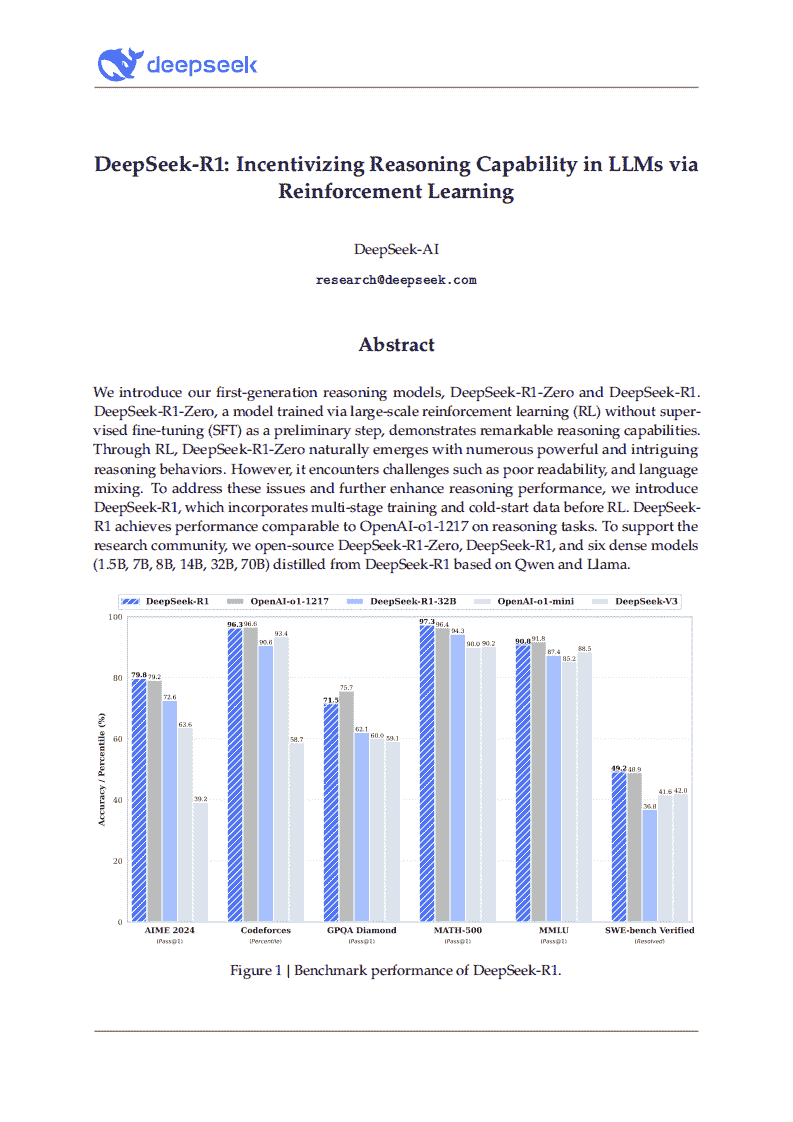 deepseek
DeepSeek-R1: Incentivizing Reasoning Capability in LLMs via
Reinforcement Learning
DeepSeek-AI
research@deepseek.com
Abstract
We introduce our first-generation reasoning models, DeepSeek-R1-Zero and DeepSeek-R1.
DeepSeek-R1-Zero, a model trained via large-scale reinforcement learning (RL) without super-
vised fine-tuning (SFT) as a preliminary step, demonstrates remarkable reasoning capabilities.
Through RL, DeepSeek-R1-Zero naturally emerges with numerous powerful and intriguing
reasoning behaviors. However, it encounters challenges such as poor readability, and language
mixing. To address these issues and further enhance reasoning performance, we introduce
DeepSeek-R1, which incorporates multi-stage training and cold-start data before RL. DeepSeek-
R1 achieves performance comparable to OpenAI-o1-1217 on reasoning tasks. To support the
research community, we open-source DeepSeek-R1-Zero, DeepSeek-R1, and six dense models
(1.5B, 7B, 8B, 14B, 32B, 70B) distilled from DeepSeek-R1 based on Qwen and Llama.
DeepSeek-R1 OpenAI-o1-1217 DeepSeek-R1-32B OpenAI-o1-mini DeepSeek-V3
Accuracy / Percentile (%)
100
80
60
40
20
0
79.8 79.2 72.6 63.6 39.2
96.3 96.6 90.6 93.4 58.7
71.5 75.7 62.1 60.0 59.1
97.3 96.4 94.3 90.0 90.2
90.8 91.8 87.4 85.2 88.5
49.2 48.9 36.8 41.6 42.0
AIME 2024 Codeforces GPQA Diamond MATH-500 MMLU SWE-bench Verified
(Pass@1) (Percentile) (Pass@1) (Pass@1) (Pass@1) (Resolved)
Figure 1 | Benchmark performance of DeepSeek-R1.